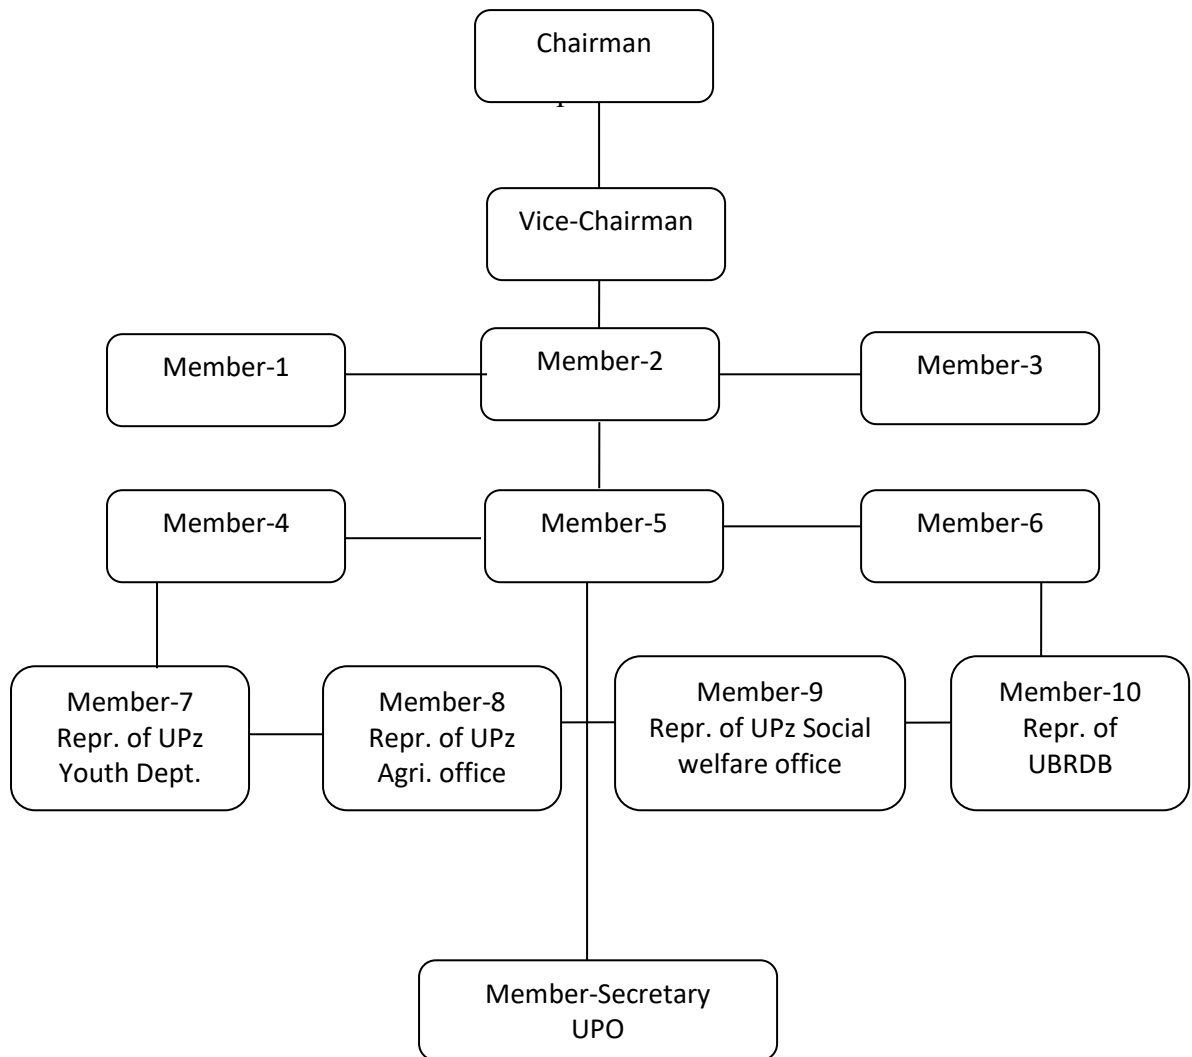 Chairman
Vice-Chairman
Member-1
Member-2
Member-3
Member-4
Member-5
Member-6
Member-7
Repr. of UPz
Youth Dept.
Member-8
Repr. of UPz
Agri. office
Member-9
Repr. of UPz Social
welfare office
Member-10
Repr. of
UBRDB
Member-Secretary
UPO